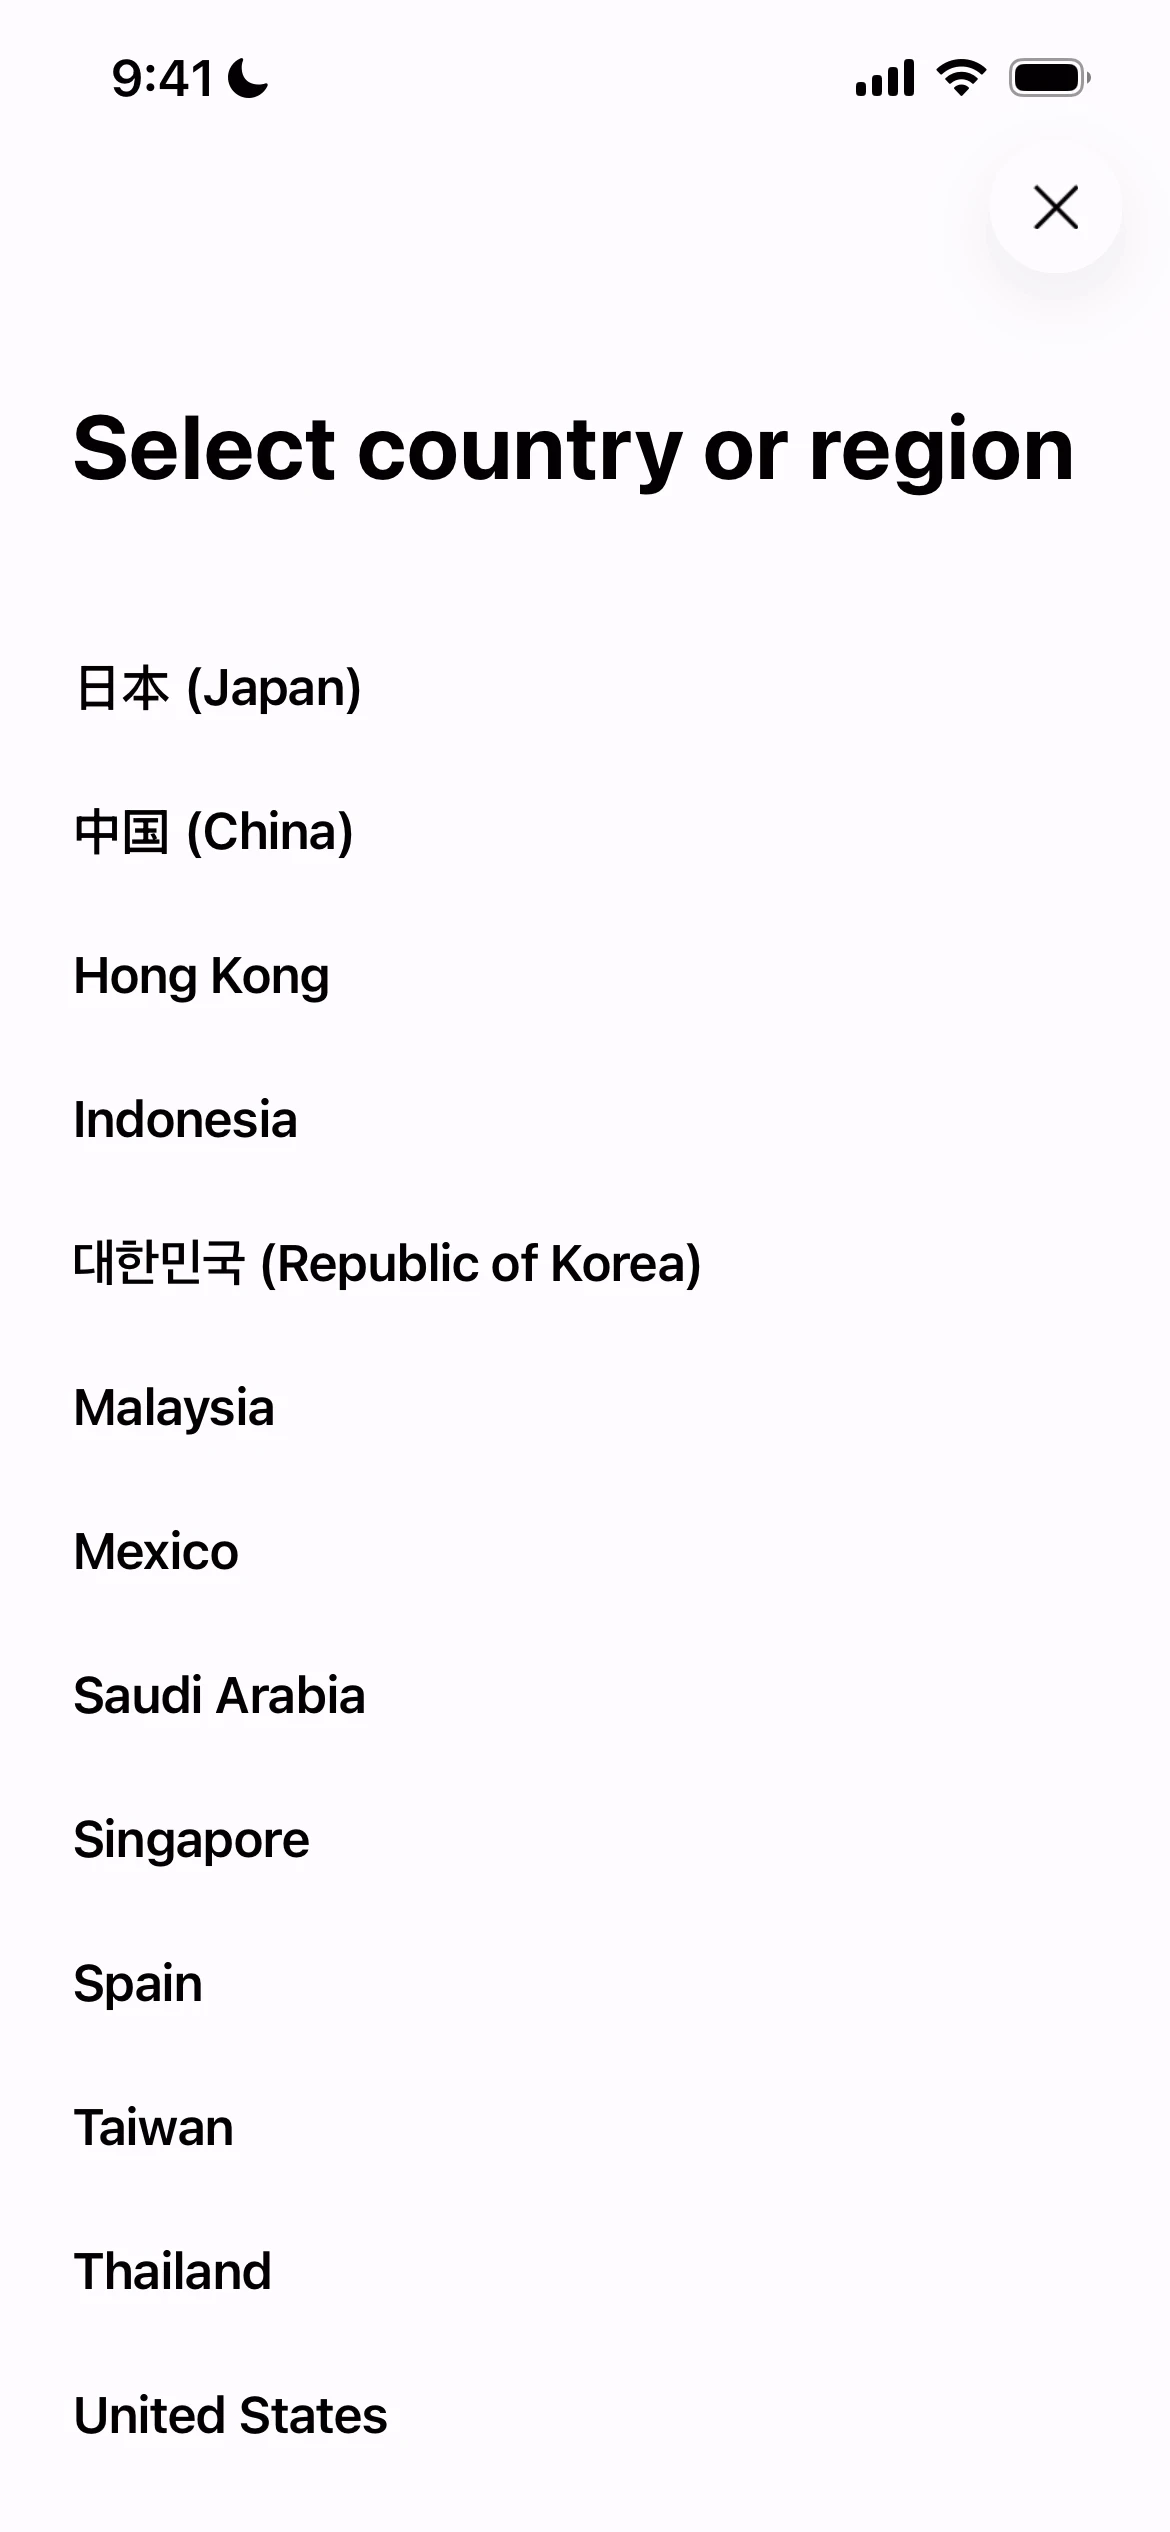 9:41
Select country or region
日本 (Japan)
中国 (China)
Hong Kong
Indonesia
대한민국 (Republic of Korea)
Malaysia
Mexico
Saudi Arabia
Singapore
Spain
Taiwan
Thailand
United States